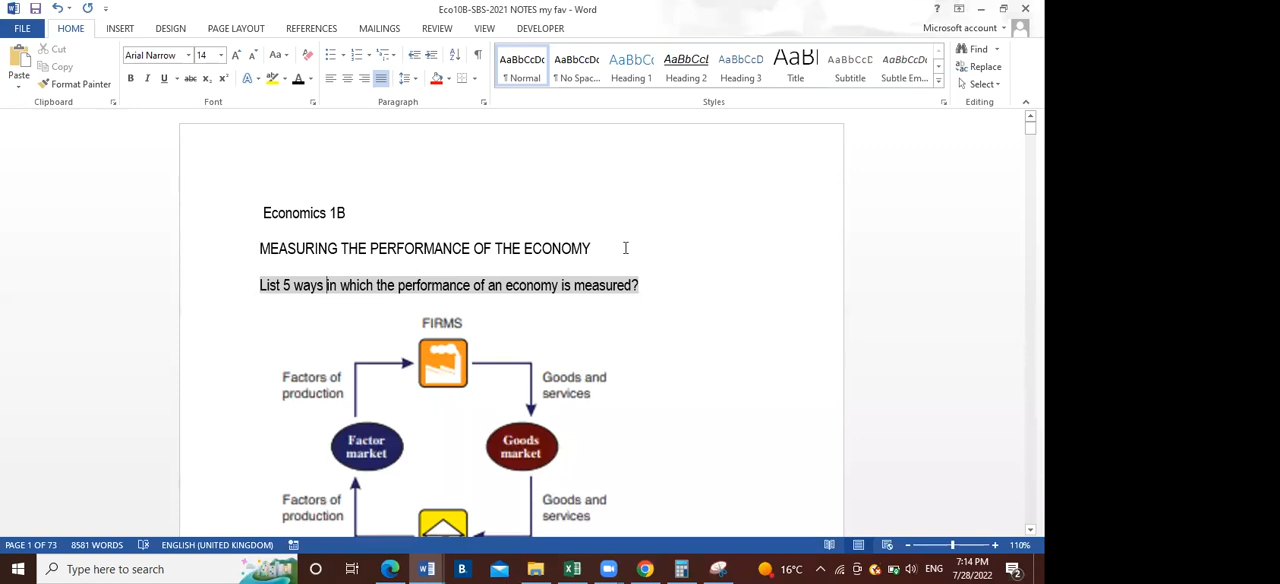 Eco10B-SBS-2021 NOTES my fav - Word
FILE HOME INSERT DESIGN PAGE LAYOUT REFERENCES MAILINGS REVIEW VIEW DEVELOPER Microsoft account
Paste
Cut
Copy
Format Painter
Clipboard
Arial Narrow 14
Font
Paragraph
AaBbCcDc AaBbCcDc AaBbCc AaBbCcI AaBbCcD AaBl AaBbCcD AaBbCcDc
¶ Normal ¶ No Spac... Heading 1 Heading 2 Heading 3 Title Subtitle Subtle Em...
Styles
Find
Replace
Select
Editing
Economics 1B
MEASURING THE PERFORMANCE OF THE ECONOMY
List 5 ways in which the performance of an economy is measured?
FIRMS
Factors of
production
Goods and
services
Factor
market
Goods
market
Factors of
production
Goods and
services
PAGE 1 OF 73 8581 WORDS ENGLISH (UNITED KINGDOM) 110%
Type here to search
16°C ENG
7:14 PM
7/28/2022